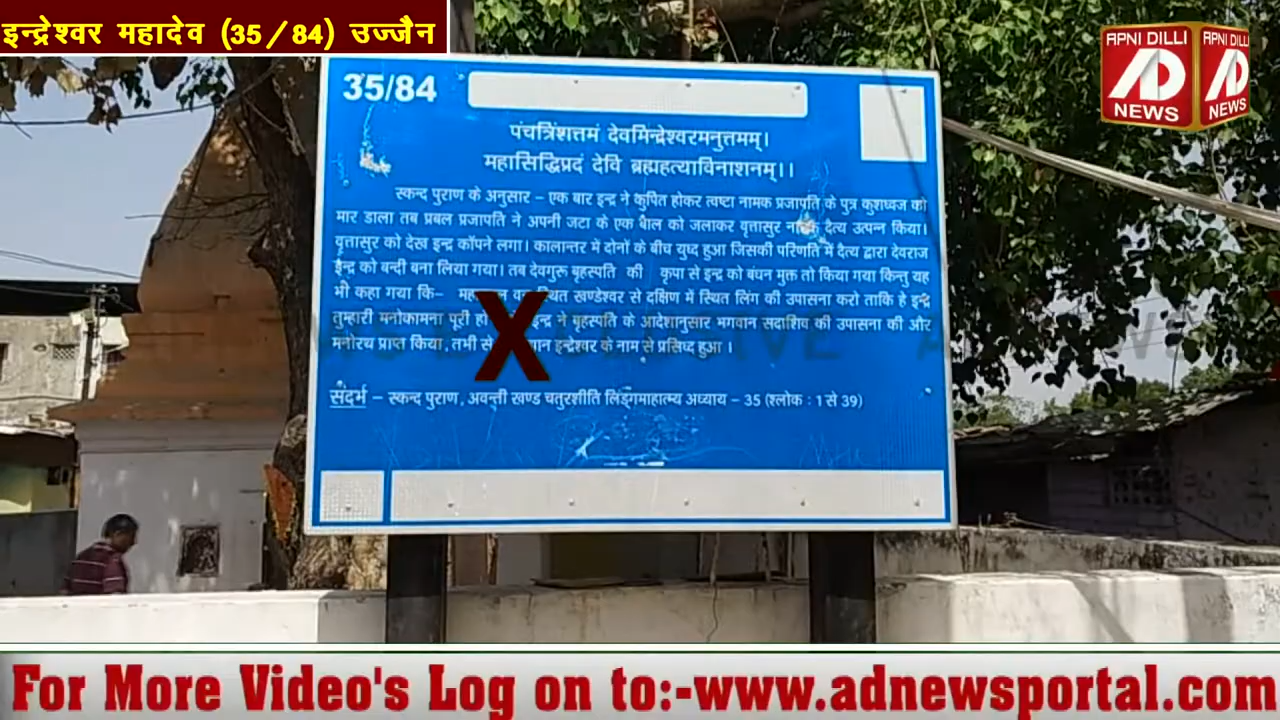 इन्द्रेश्वर महादेव (35/84) उज्जैन
APNI DILLI
AD
NEWS
APNI DILLI
AD
NEWS
35/84
पंचत्रिंशत्तमं देवमिन्द्रेश्वरमनुत्तमम्।
महासिद्धिप्रदं देवि ब्रह्महत्याविनाशनम्।।
स्कन्द पुराण के अनुसार – एक बार इन्द्र ने कुपित होकर त्वष्टा नामक प्रजापति के पुत्र कुशध्वज को
मार डाला तब प्रबल प्रजापति ने अपनी जटा के एक बाल को जलाकर वृत्तासुर दैत्य उत्पन्न किया।
वृत्तासुर को देख इन्द्र काँपने लगा। कालान्तर में दोनों के बीच युध्द हुआ जिसकी परिणति में दैत्य द्वारा देवराज
इन्द्र को बन्दी बना लिया गया। तब देवगुरू बृहस्पति की कृपा से इन्द्र को बंधन मुक्त तो किया गया किन्तु यह
भी कहा गया कि– खण्डेश्वर से दक्षिण में स्थित लिंग की उपासना करो ताकि हे इन्द्र
तुम्हारी मनोकामना पूरी हो इन्द्र ने बृहस्पति के आदेशानुसार भगवान सदाशिव की उपासना की और
मनोरथ प्राप्त किया, तभी से इन्द्रेश्वर के नाम से प्रसिध्द हुआ ।
X
संदर्भ – स्कन्द पुराण, अवन्ती खण्ड चतुरशीति लिङ्गमाहात्म्य अध्याय – 35 (श्लोक : 1 से 39)
For More Video's Log on to:-www.adnewsportal.com